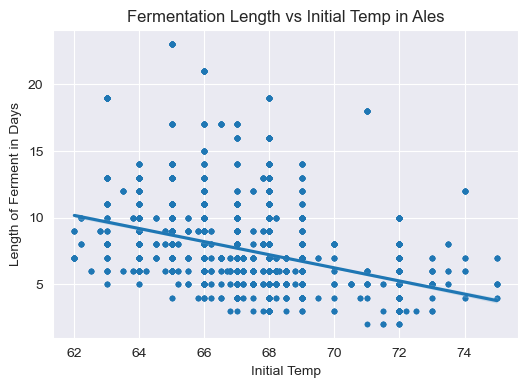 Fermentation Length vs Initial Temp in Ales
Length of Ferment in Days
20
15
10
5
62 64 66 68 70 72 74
Initial Temp